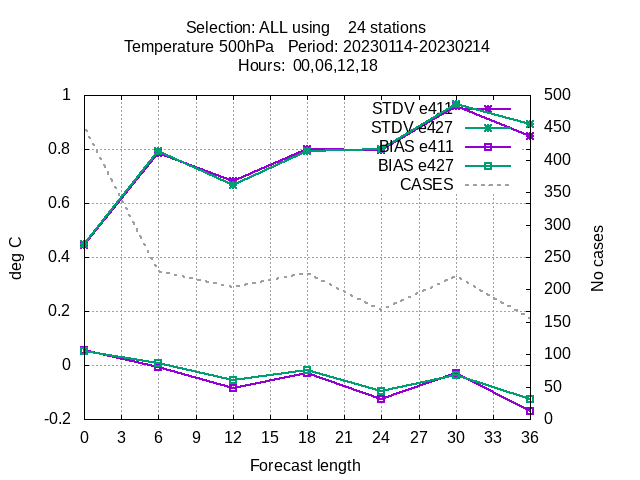 Selection: ALL using    24 stations
Temperature 500hPa   Period: 20230114-20230214
Hours:  00,06,12,18
1
0.8
0.6
0.4
0.2
0
-0.2
deg C
500
450
400
350
300
250
200
150
100
50
0
No cases
STDV e411
STDV e427
BIAS e411
BIAS e427
CASES
0 3 6 9 12 15 18 21 24 27 30 33 36
Forecast length